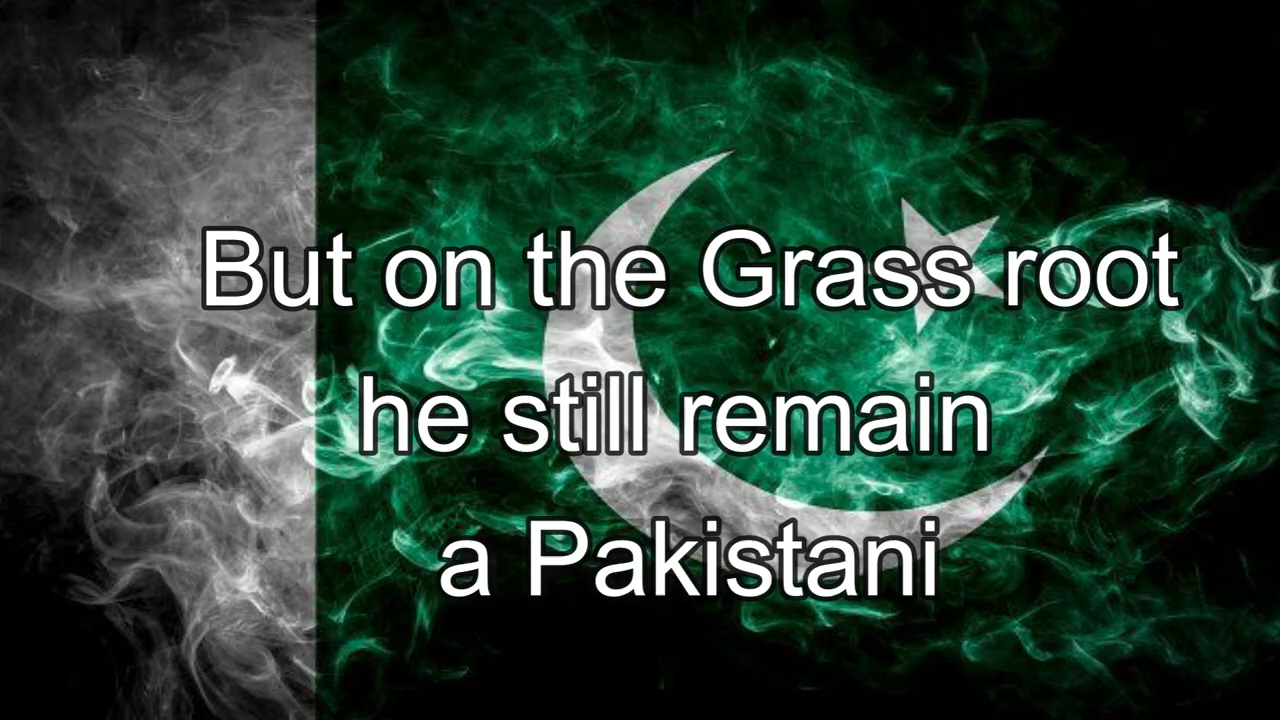 But on the Grass root
he still remain
a Pakistani